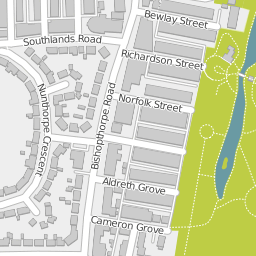 Bewlay Street
Southlands Road
Richardson Street
Nunthorpe Crescent
Bishopthorpe Road
Norfolk Street
Aldreth Grove
Cameron Grove